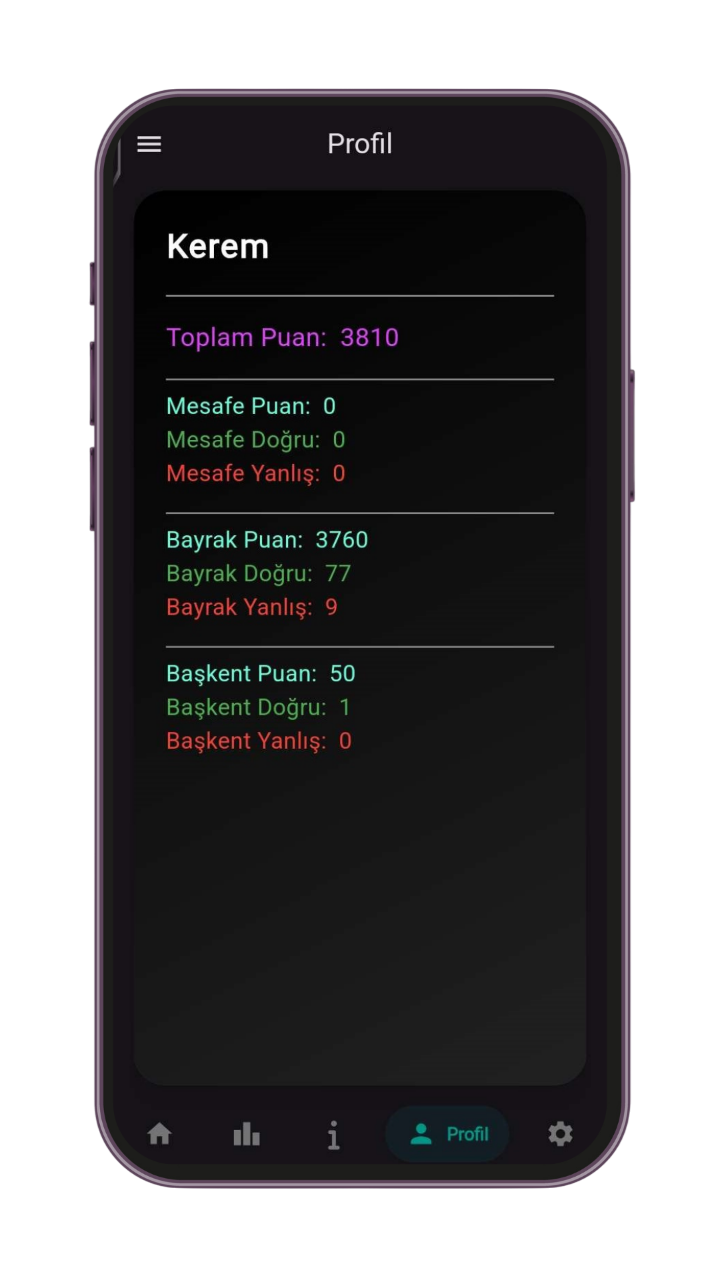 Profil
Kerem
Toplam Puan: 3810
Mesafe Puan: 0
Mesafe Doğru: 0
Mesafe Yanlış: 0
Bayrak Puan: 3760
Bayrak Doğru: 77
Bayrak Yanlış: 9
Başkent Puan: 50
Başkent Doğru: 1
Başkent Yanlış: 0
Profil